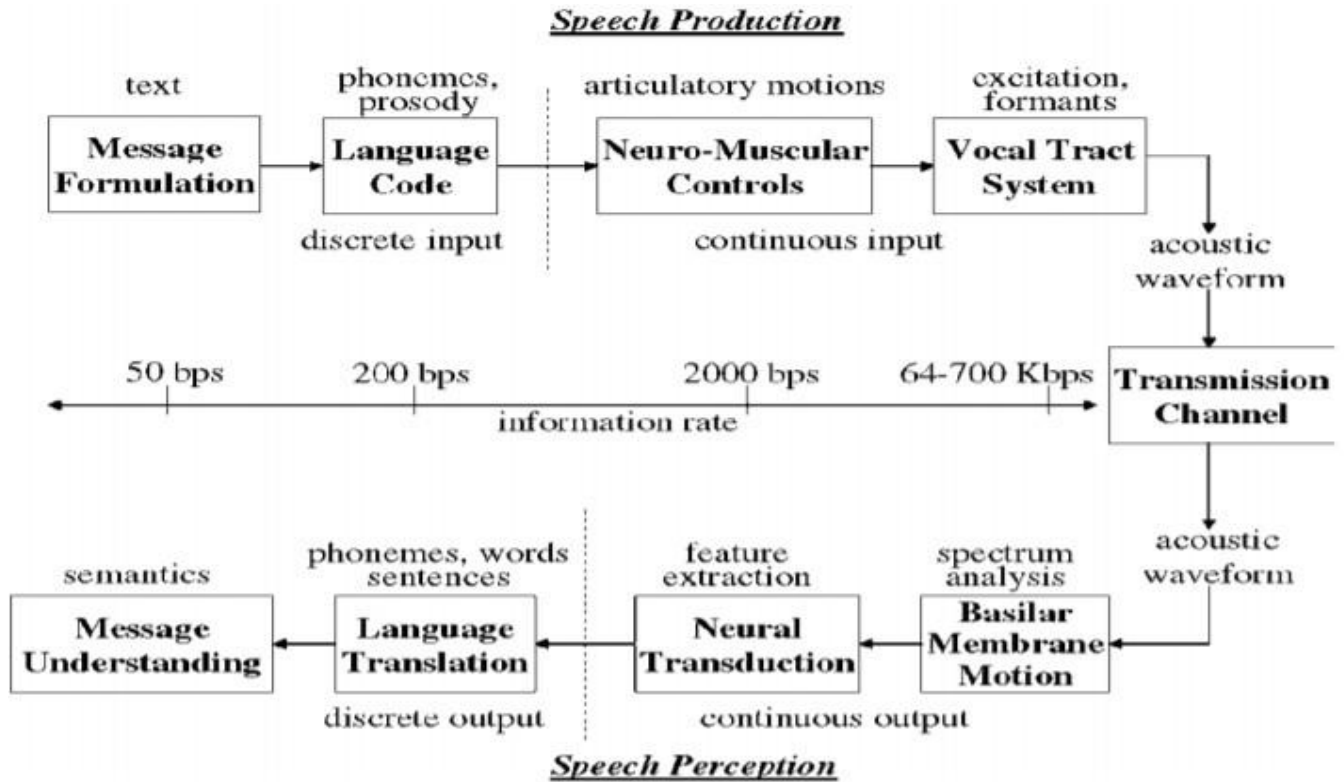 Speech Production
text
phonemes,
prosody
articulatory motions
excitation,
formants
Message
Formulation
Language
Code
Neuro-Muscular
Controls
Vocal Tract
System
discrete input
continuous input
acoustic
waveform
50 bps
200 bps
2000 bps
64-700 Kbps
information rate
Transmission
Channel
semantics
phonemes, words
sentences
feature
extraction
spectrum
analysis
acoustic
waveform
Message
Understanding
Language
Translation
Neural
Transduction
Basilar
Membrane
Motion
discrete output
continuous output
Speech Perception